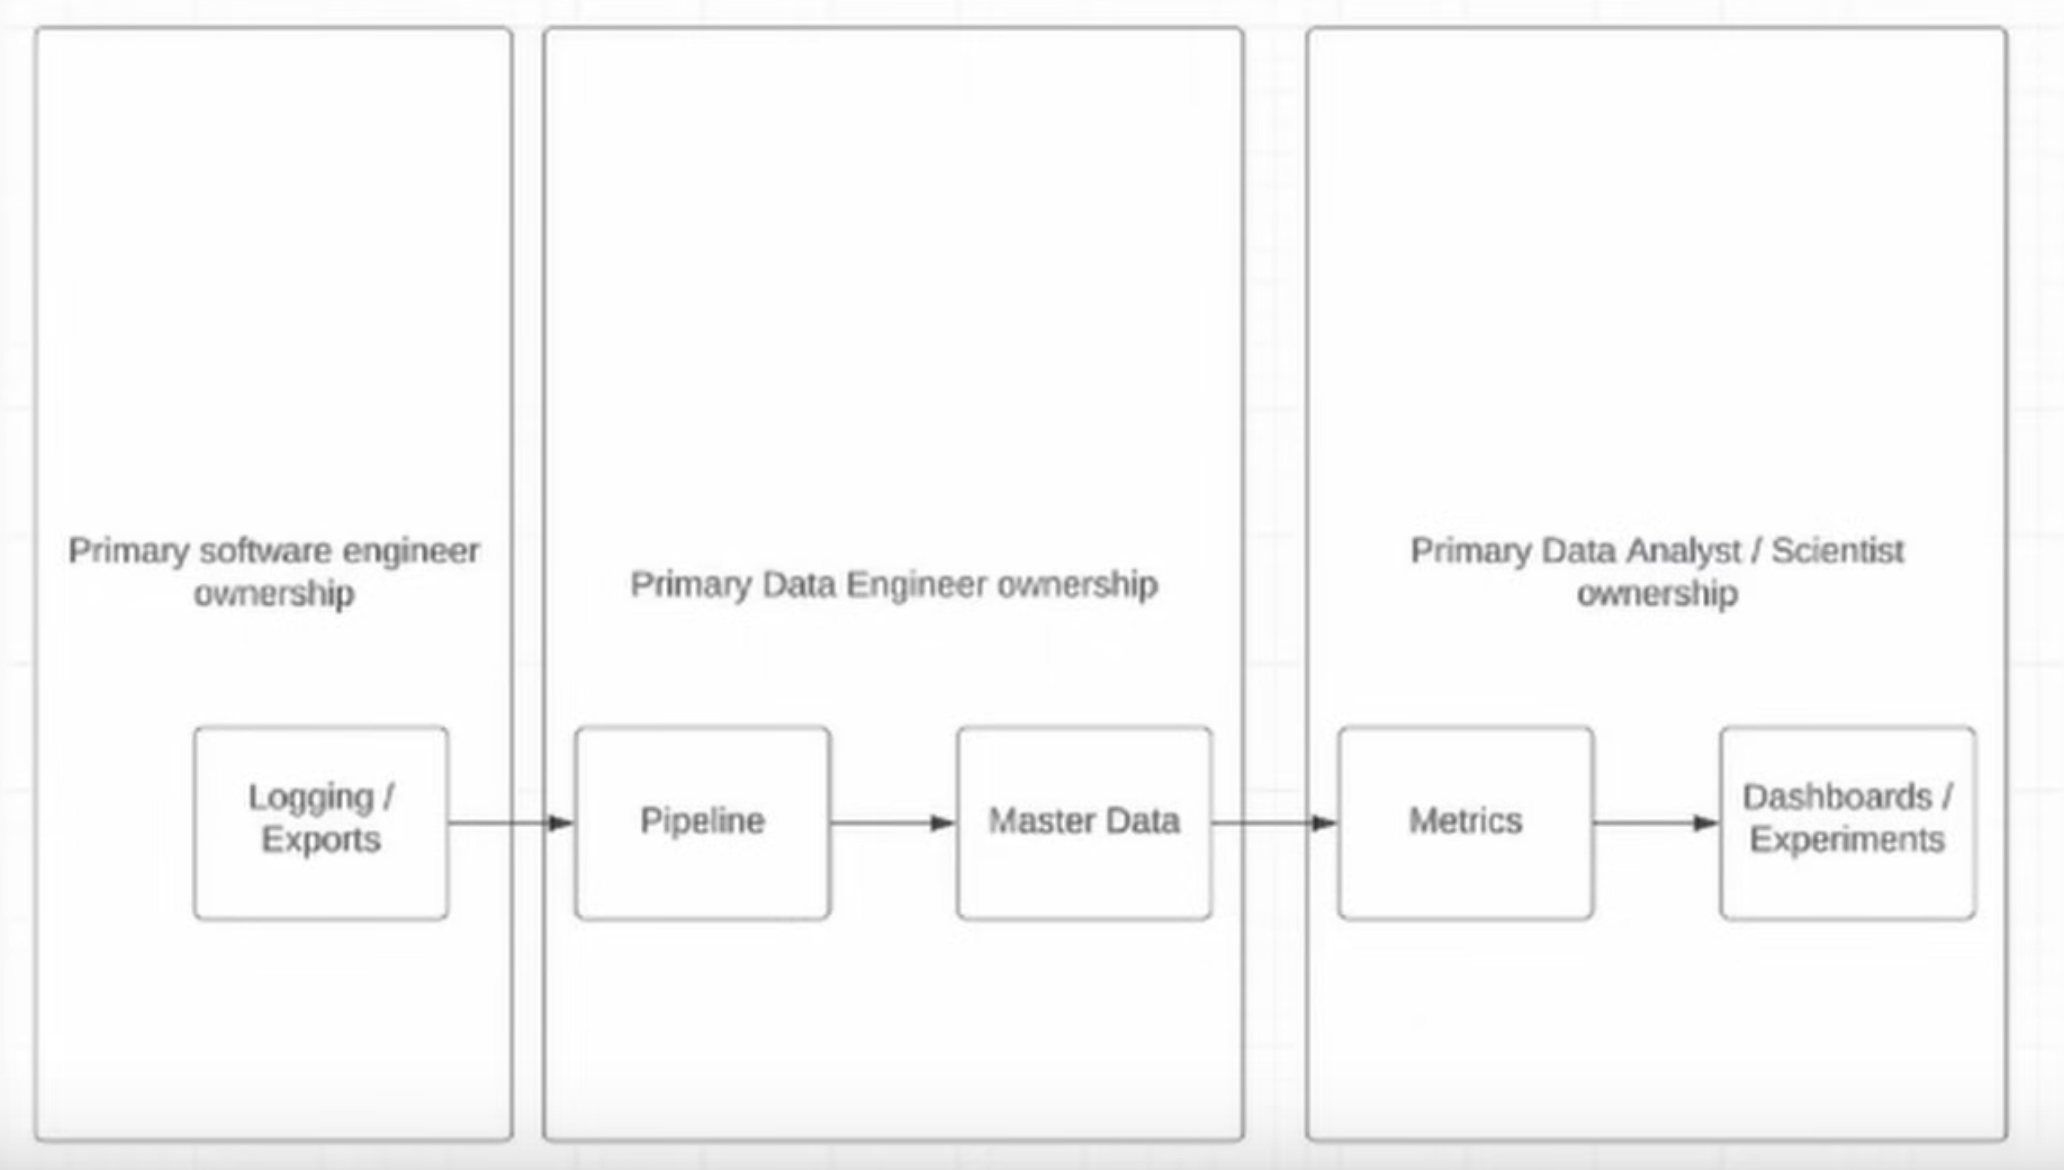 Primary software engineer
ownership
Primary Data Engineer ownership
Primary Data Analyst / Scientist
ownership
Logging /
Exports
Pipeline
Master Data
Metrics
Dashboards /
Experiments